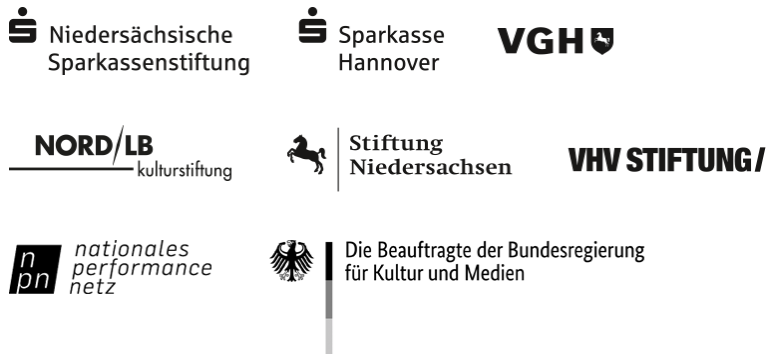 Niedersächsische
Sparkassenstiftung
Sparkasse
Hannover
VGH
NORD/LB
kulturstiftung
Stiftung
Niedersachsen
VHV STIFTUNG/
n
pn
nationales
performance
netz
Die Beauftragte der Bundesregierung
für Kultur und Medien